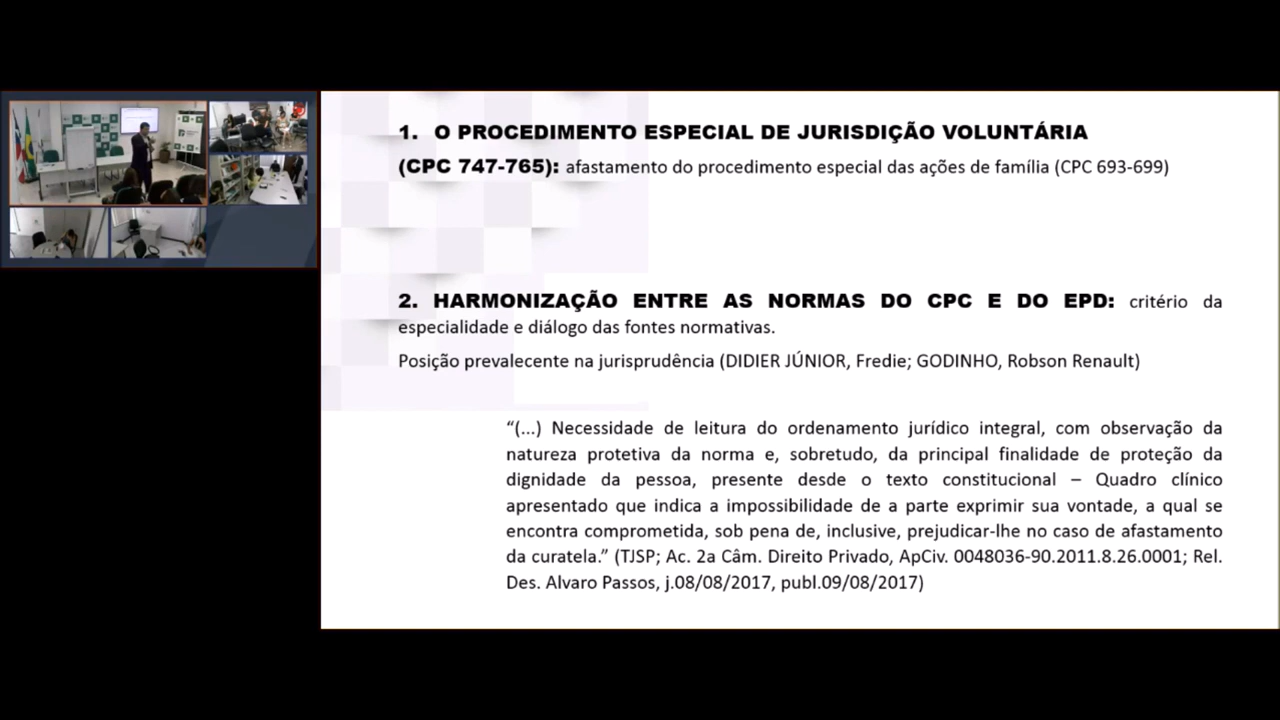 1. O PROCEDIMENTO ESPECIAL DE JURISDIÇÃO VOLUNTÁRIA
(CPC 747-765): afastamento do procedimento especial das ações de família (CPC 693-699)
2. HARMONIZAÇÃO ENTRE AS NORMAS DO CPC E DO EPD: critério da
especialidade e diálogo das fontes normativas.
Posição prevalecente na jurisprudência (DIDIER JÚNIOR, Fredie; GODINHO, Robson Renault)
“(...) Necessidade de leitura do ordenamento jurídico integral, com observação da
natureza protetiva da norma e, sobretudo, da principal finalidade de proteção da
dignidade da pessoa, presente desde o texto constitucional – Quadro clínico
apresentado que indica a impossibilidade de a parte exprimir sua vontade, a qual se
encontra comprometida, sob pena de, inclusive, prejudicar-lhe no caso de afastamento
da curatela.” (TJSP; Ac. 2a Câm. Direito Privado, ApCiv. 0048036-90.2011.8.26.0001; Rel.
Des. Alvaro Passos, j.08/08/2017, publ.09/08/2017)